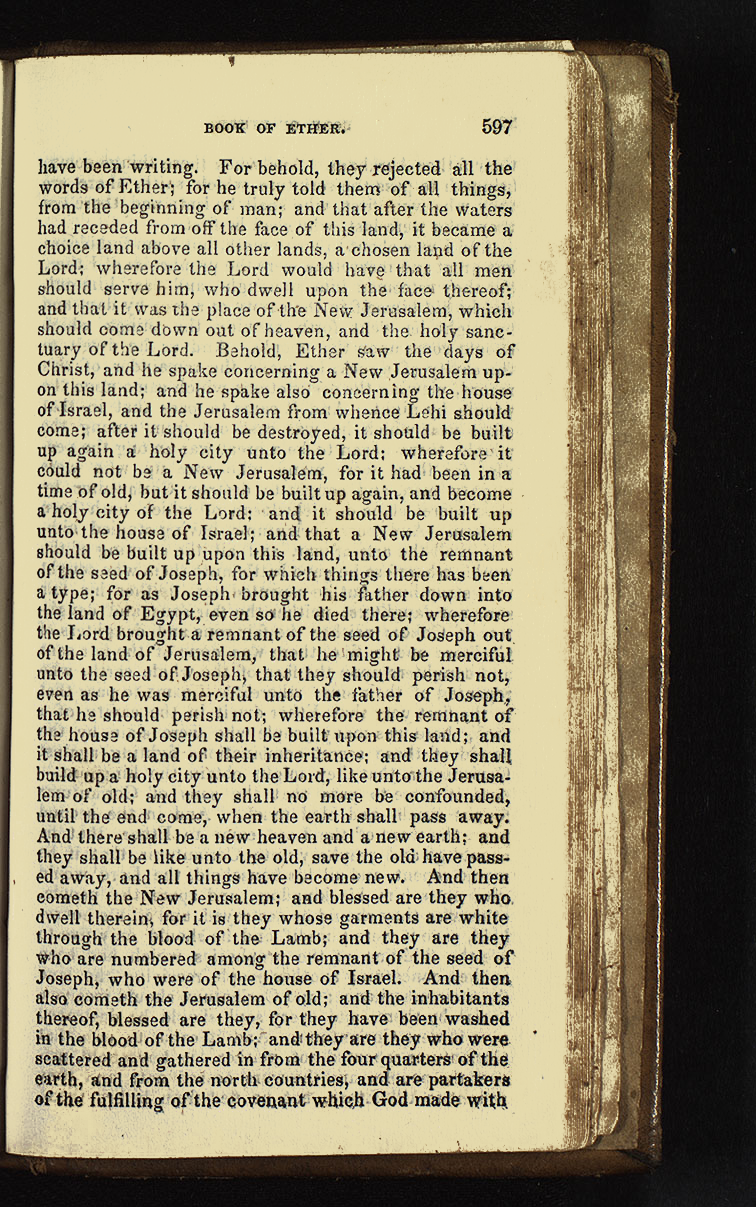 BOOK OF ETHER. 597
have been writing. For behold, they rejected all the
words of Ether; for he truly told them of all things,
from the beginning of man; and that after the waters
had receded from off the face of this land, it became a
choice land above all other lands, a chosen land of the
Lord; wherefore the Lord would have that all men
should serve him, who dwell upon the face thereof;
and that it was the place of the New Jerusalem, which
should come down out of heaven, and the holy sanc-
tuary of the Lord. Behold, Ether saw the days of
Christ, and he spake concerning a New Jerusalem up-
on this land; and he spake also concerning the house
of Israel, and the Jerusalem from whence Lehi should
come; after it should be destroyed, it should be built
up again a holy city unto the Lord; wherefore it
could not be a New Jerusalem, for it had been in a
time of old, but it should be built up again, and become
a holy city of the Lord: and it should be built up
unto the house of Israel; and that a New Jerusalem
should be built up upon this land, unto the remnant
of the seed of Joseph, for which things there has been
a type; for as Joseph brought his father down into
the land of Egypt, even so he died there; wherefore
the Lord brought a remnant of the seed of Joseph out
of the land of Jerusalem, that he might be merciful
unto the seed of Joseph, that they should perish not,
even as he was merciful unto the father of Joseph,
that he should perish not; wherefore the remnant of
the house of Joseph shall be built upon this land; and
it shall be a land of their inheritance; and they shall
build up a holy city unto the Lord, like unto the Jerusa-
lem of old; and they shall no more be confounded,
until the end come, when the earth shall pass away.
And there shall be a new heaven and a new earth; and
they shall be like unto the old, save the old have pass-
ed away, and all things have become new. And then
cometh the New Jerusalem; and blessed are they who
dwell therein, for it is they whose garments are white
through the blood of the Lamb; and they are they
who are numbered among the remnant of the seed of
Joseph, who were of the house of Israel. And then
also cometh the Jerusalem of old; and the inhabitants
thereof, blessed are they, for they have been washed
in the blood of the Lamb; and they are they who were
scattered and gathered in from the four quarters of the
earth, and from the north countries, and are partakers
of the fulfilling of the covenant which God made with